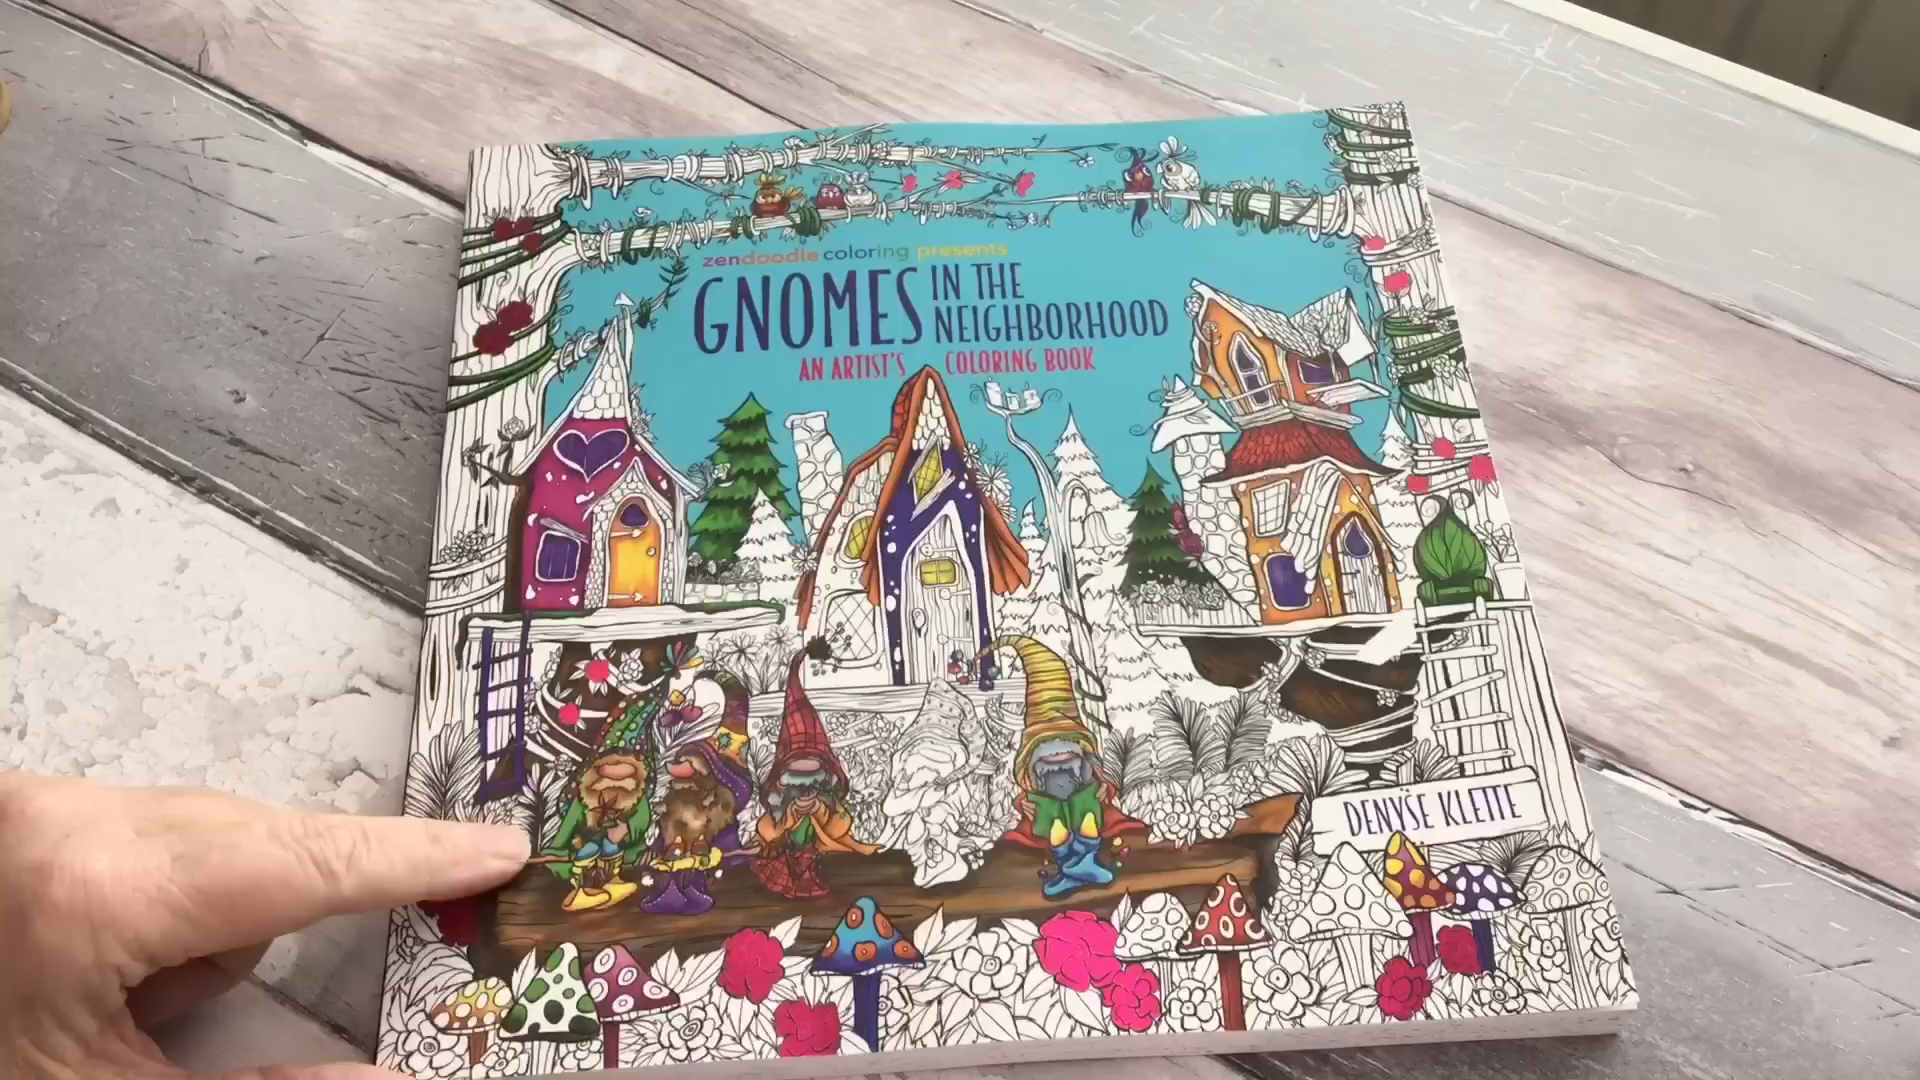 zendoodle coloring presents
GNOMES IN THE NEIGHBORHOOD
AN ARTIST'S COLORING BOOK
DENYSE KLETTE